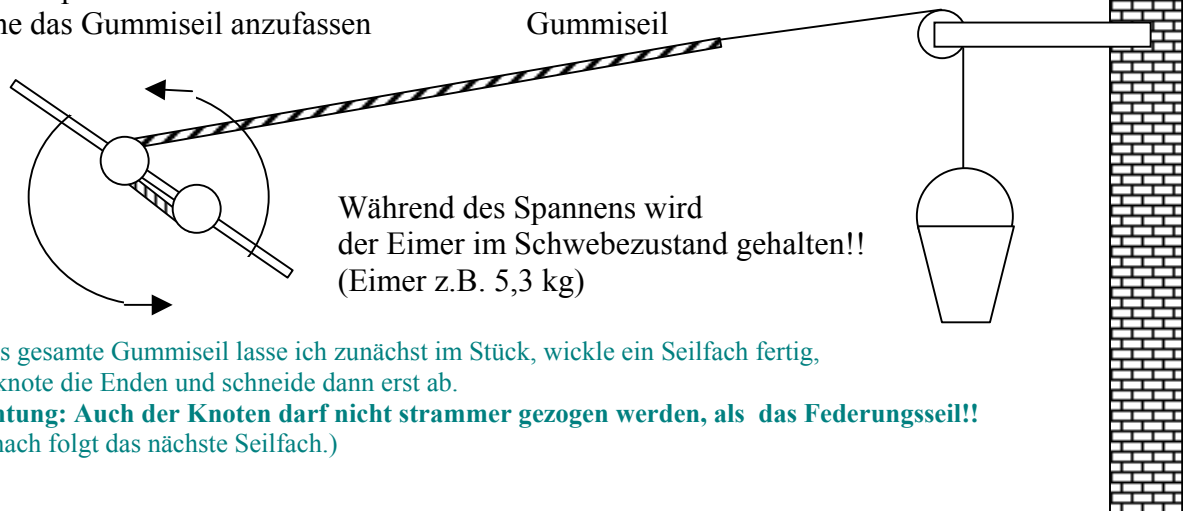 ne das Gummiseil anzufassen
Gummiseil
Während des Spannens wird
der Eimer im Schwebezustand gehalten!!
(Eimer z.B. 5,3 kg)
s gesamte Gummiseil lasse ich zunächst im Stück, wickle ein Seilfach fertig,
knote die Enden und schneide dann erst ab.
htung: Auch der Knoten darf nicht strammer gezogen werden, als das Federungsseil!!
nach folgt das nächste Seilfach.)